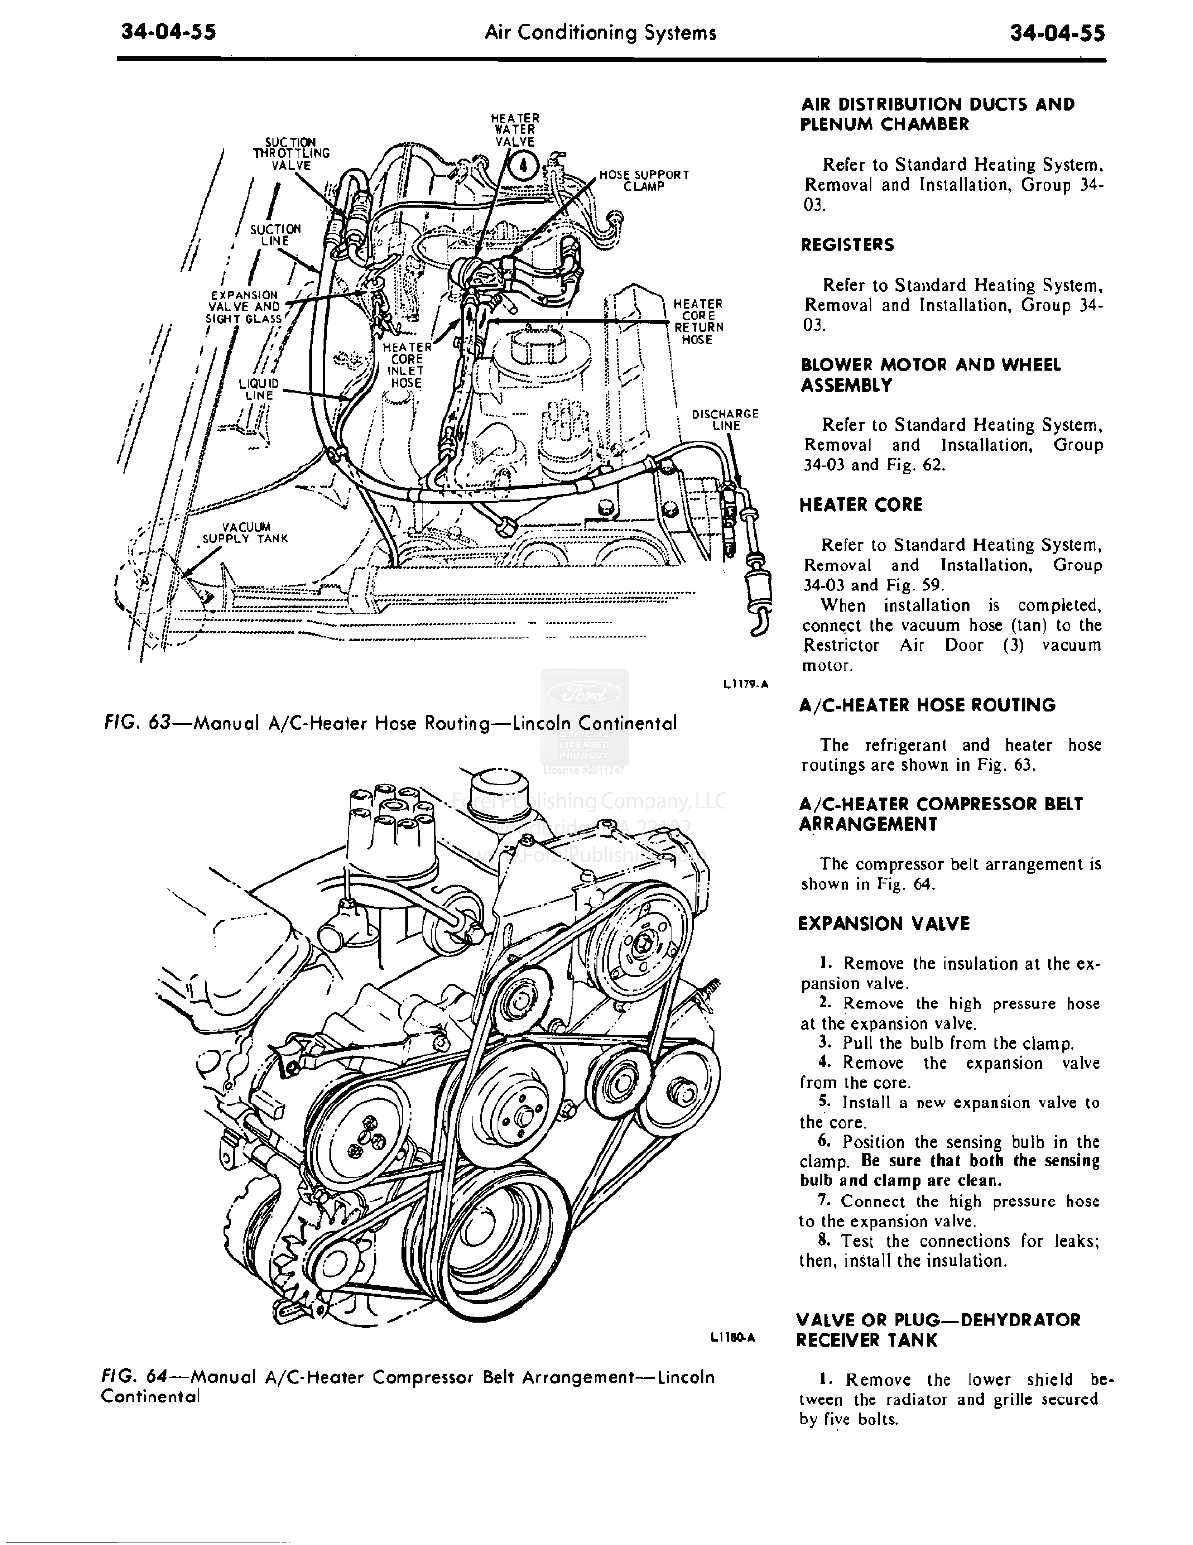 34-04-55
Air Conditioning Systems
34-04-55
HEATER
WATER
VALVE
SUCTION
THROTTLING
VALVE
4
HOSE SUPPORT
CLAMP
SUCTION
LINE
EXPANSION
VALVE AND
SIGHT GLASS
HEATER
CORE
RETURN
HOSE
HEATER
CORE
INLET
HOSE
LIQUID
LINE
DISCHARGE
LINE
VACUUM
SUPPLY TANK
L1179-A
FIG. 63—Manual A/C-Heater Hose Routing—Lincoln Continental
Ford
OFFICIAL
LICENSED
PRODUCT
Forel Publishing Company, LLC
L1180-A
FIG. 64—Manual A/C-Heater Compressor Belt Arrangement—Lincoln
Continental
AIR DISTRIBUTION DUCTS AND
PLENUM CHAMBER
Refer to Standard Heating System,
Removal and Installation, Group 34-
03.
REGISTERS
Refer to Standard Heating System,
Removal and Installation, Group 34-
03.
BLOWER MOTOR AND WHEEL
ASSEMBLY
Refer to Standard Heating System,
Removal and Installation, Group
34-03 and Fig. 62.
HEATER CORE
Refer to Standard Heating System,
Removal and Installation, Group
34-03 and Fig. 59.
When installation is completed,
connect the vacuum hose (tan) to the
Restrictor Air Door (3) vacuum
motor.
A/C-HEATER HOSE ROUTING
The refrigerant and heater hose
routings are shown in Fig. 63.
A/C-HEATER COMPRESSOR BELT
ARRANGEMENT
The compressor belt arrangement is
shown in Fig. 64.
EXPANSION VALVE
1. Remove the insulation at the ex-
pansion valve.
2. Remove the high pressure hose
at the expansion valve.
3. Pull the bulb from the clamp.
4. Remove the expansion valve
from the core.
5. Install a new expansion valve to
the core.
6. Position the sensing bulb in the
clamp. Be sure that both the sensing
bulb and clamp are clean.
7. Connect the high pressure hose
to the expansion valve.
8. Test the connections for leaks;
then, install the insulation.
VALVE OR PLUG—DEHYDRATOR
RECEIVER TANK
1. Remove the lower shield be-
tween the radiator and grille secured
by five bolts.